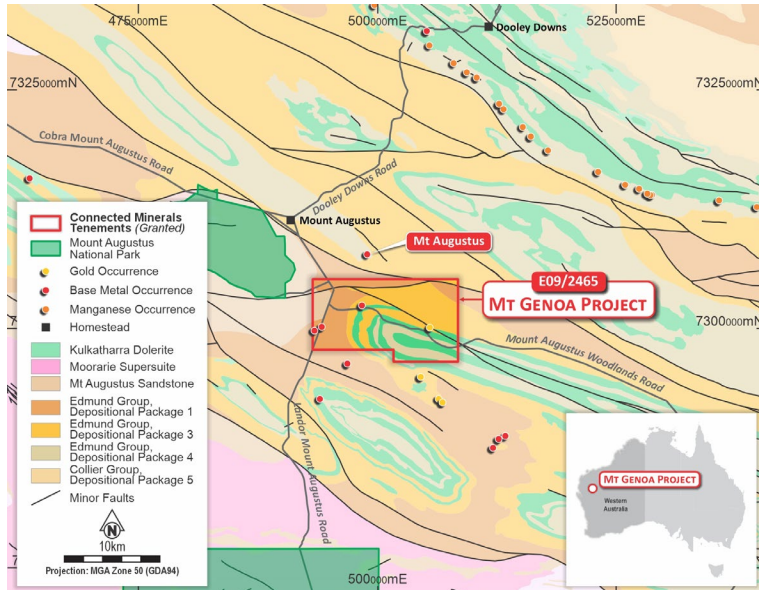 475000mE
500000mE
525000mE
Dooley Downs
7325000mN
7325000mN
Cobra Mount Augustus Road
Dooley Downs Road
Mount Augustus
Mt Augustus
E09/2465
MT GENOA PROJECT
7300000mN
Mount Augustus Woodlands Road
Landor Mount Augustus Road
Connected Minerals
Tenements (Granted)
Mount Augustus
National Park
Gold Occurrence
Base Metal Occurrence
Manganese Occurrence
Homestead
Kulkatharra Dolerite
Moorarie Supersuite
Mt Augustus Sandstone
Edmund Group,
Depositional Package 1
Edmund Group,
Depositional Package 3
Edmund Group,
Depositional Package 4
Collier Group,
Depositional Package 5
Minor Faults
N
10km
Projection: MGA Zone 50 (GDA94)
500000mE
MT GENOA PROJECT
Western
Australia